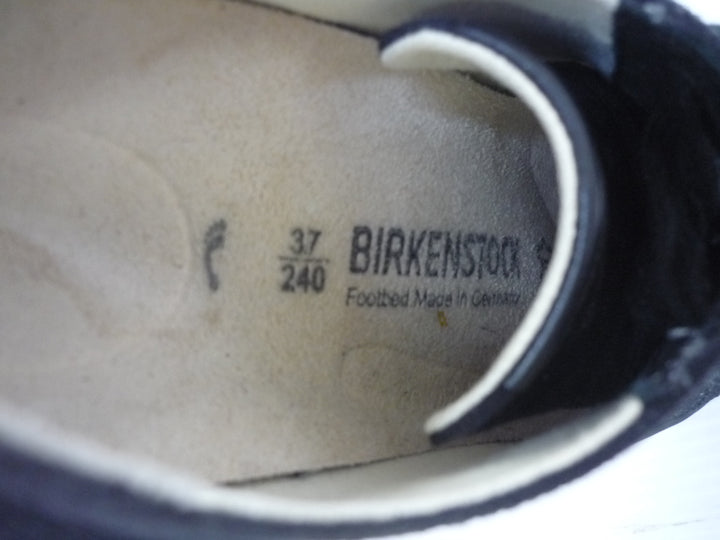 37
240
BIRKENSTOCK
Footbed Made in Germany